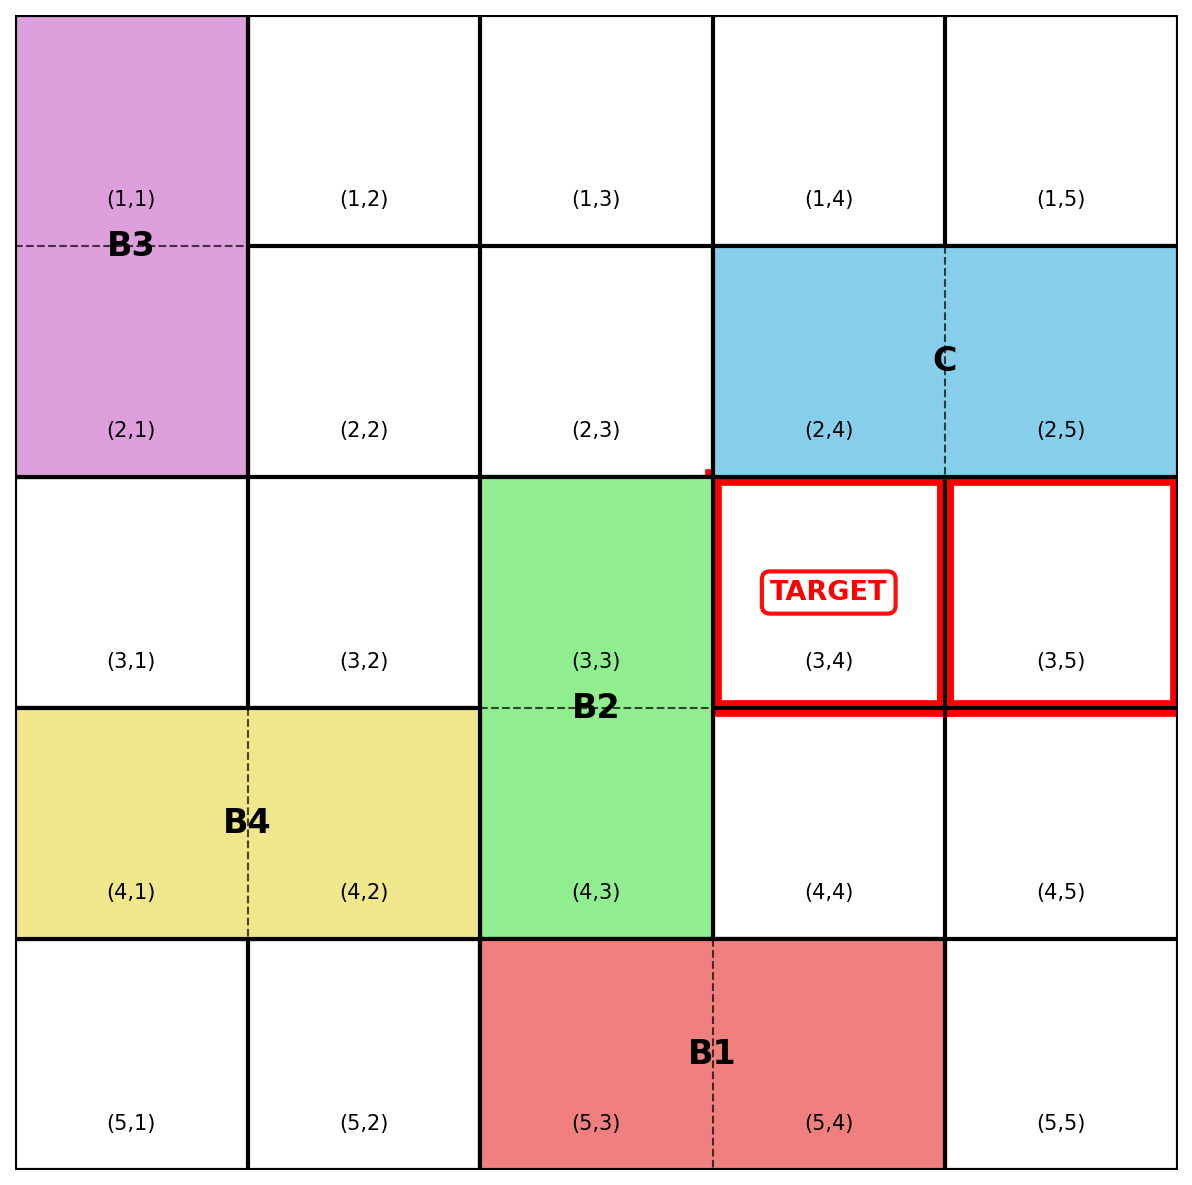 (1,1) (1,2) (1,3) (1,4) (1,5)
B3
C
(2,1) (2,2) (2,3) (2,4) (2,5)
TARGET
(3,1) (3,2) (3,3) (3,4) (3,5)
B2
B4
(4,1) (4,2) (4,3) (4,4) (4,5)
B1
(5,1) (5,2) (5,3) (5,4) (5,5)